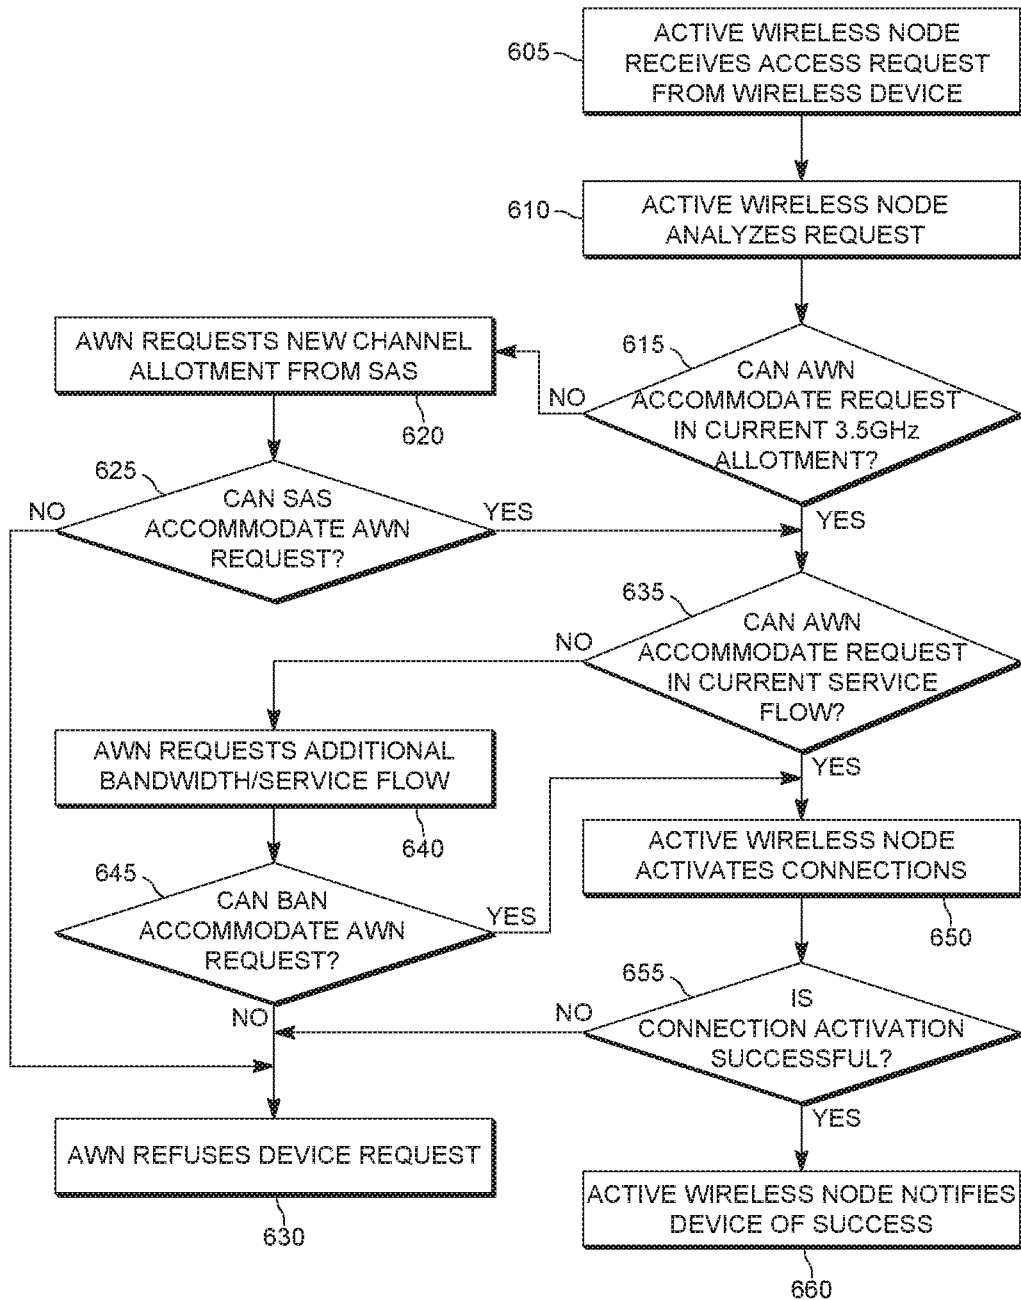 605
ACTIVE WIRELESS NODE
RECEIVES ACCESS REQUEST
FROM WIRELESS DEVICE
610
ACTIVE WIRELESS NODE
ANALYZES REQUEST
615
CAN AWN
ACCOMMODATE REQUEST
IN CURRENT 3.5GHz
ALLOTMENT?
NO
YES
AWN REQUESTS NEW CHANNEL
ALLOTMENT FROM SAS
620
625
CAN SAS
ACCOMMODATE AWN
REQUEST?
NO
YES
635
CAN AWN
ACCOMMODATE REQUEST
IN CURRENT SERVICE
FLOW?
NO
YES
AWN REQUESTS ADDITIONAL
BANDWIDTH/SERVICE FLOW
640
645
CAN BAN
ACCOMMODATE AWN
REQUEST?
YES
NO
ACTIVE WIRELESS NODE
ACTIVATES CONNECTIONS
650
655
IS
CONNECTION ACTIVATION
SUCCESSFUL?
NO
YES
AWN REFUSES DEVICE REQUEST
630
ACTIVE WIRELESS NODE NOTIFIES
DEVICE OF SUCCESS
660